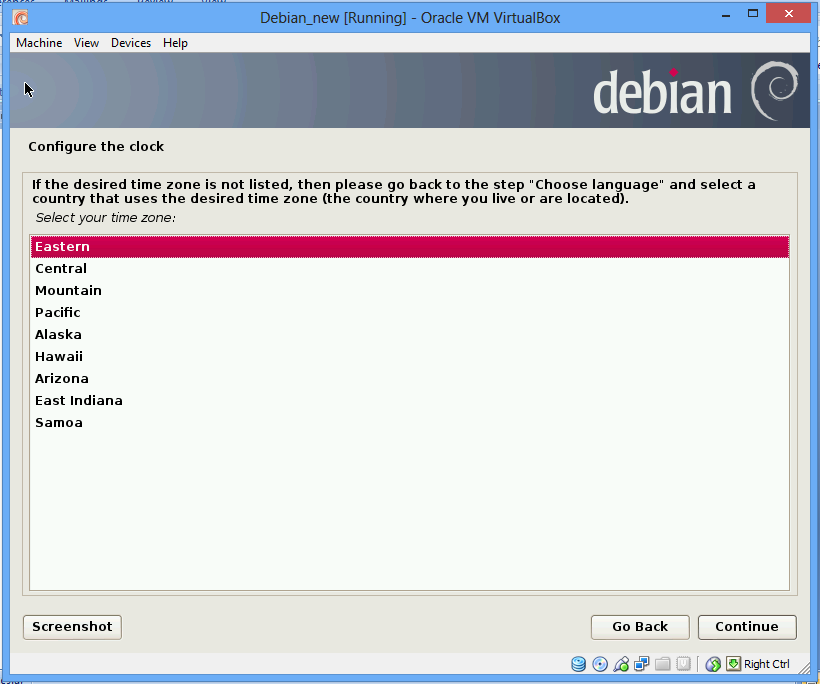 Debian_new [Running] - Oracle VM VirtualBox
Machine View Devices Help
debian
Configure the clock
If the desired time zone is not listed, then please go back to the step "Choose language" and select a
country that uses the desired time zone (the country where you live or are located).
Select your time zone:
Eastern
Central
Mountain
Pacific
Alaska
Hawaii
Arizona
East Indiana
Samoa
Screenshot Go Back Continue
Right Ctrl